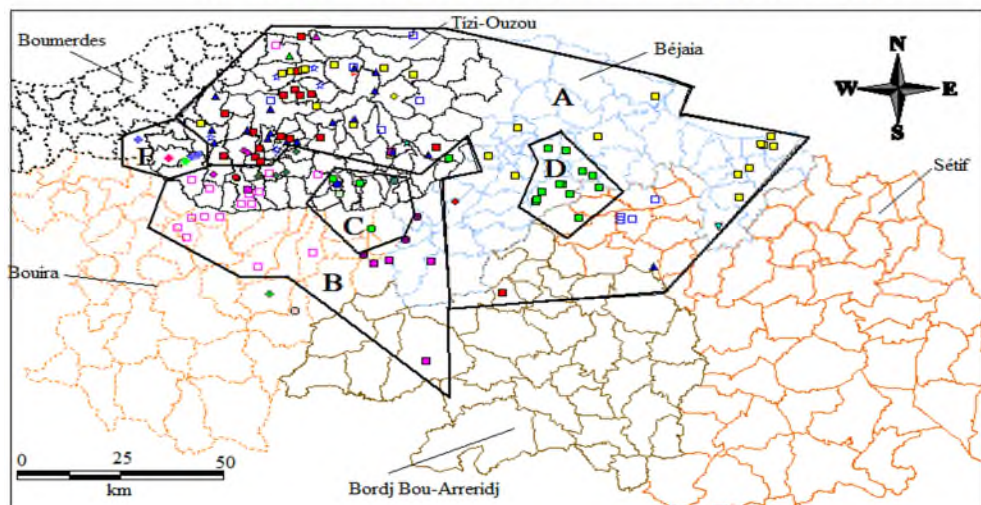 Tizi-Ouzou
Boumerdes
Béjaia
N
W E
S
A
E
D
Sétif
C
Bouira
B
0 25 50
km
Bordj Bou-Arreridj